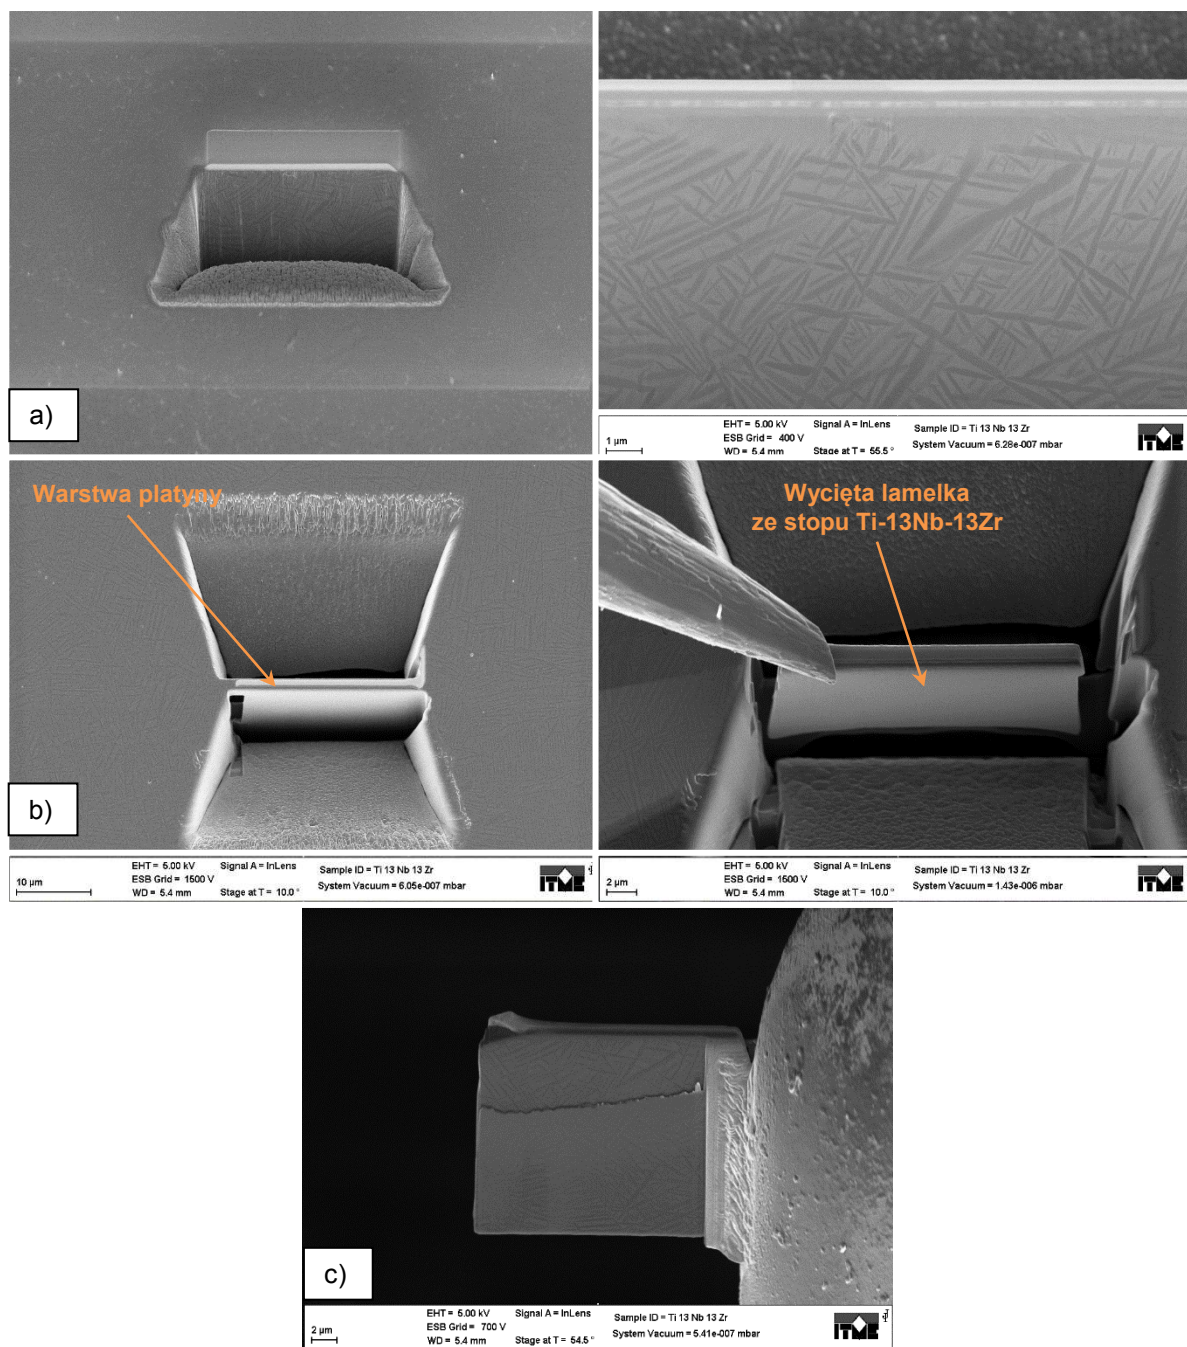 a)
1 µm
EHT = 5.00 kV
Signal A = InLens
Sample ID = Ti 13 Nb 13 Zr
ESB Grid = 400 V
System Vacuum = 6.28e-007 mbar
WD = 5.4 mm
Stage at T = 55.5 °
ITME
Warstwa platyny
b)
10 µm
EHT = 5.00 kV
Signal A = InLens
Sample ID = Ti 13 Nb 13 Zr
ESB Grid = 1500 V
System Vacuum = 6.05e-007 mbar
WD = 5.4 mm
Stage at T = 10.0 °
ITME
Wycięta lamelka
ze stopu Ti-13Nb-13Zr
2 µm
EHT = 5.00 kV
Signal A = InLens
Sample ID = Ti 13 Nb 13 Zr
ESB Grid = 1500 V
System Vacuum = 1.43e-006 mbar
WD = 5.4 mm
Stage at T = 10.0 °
ITME
c)
2 µm
EHT = 5.00 kV
Signal A = InLens
Sample ID = Ti 13 Nb 13 Zr
ESB Grid = 700 V
System Vacuum = 5.41e-007 mbar
WD = 5.4 mm
Stage at T = 54.5 °
ITME